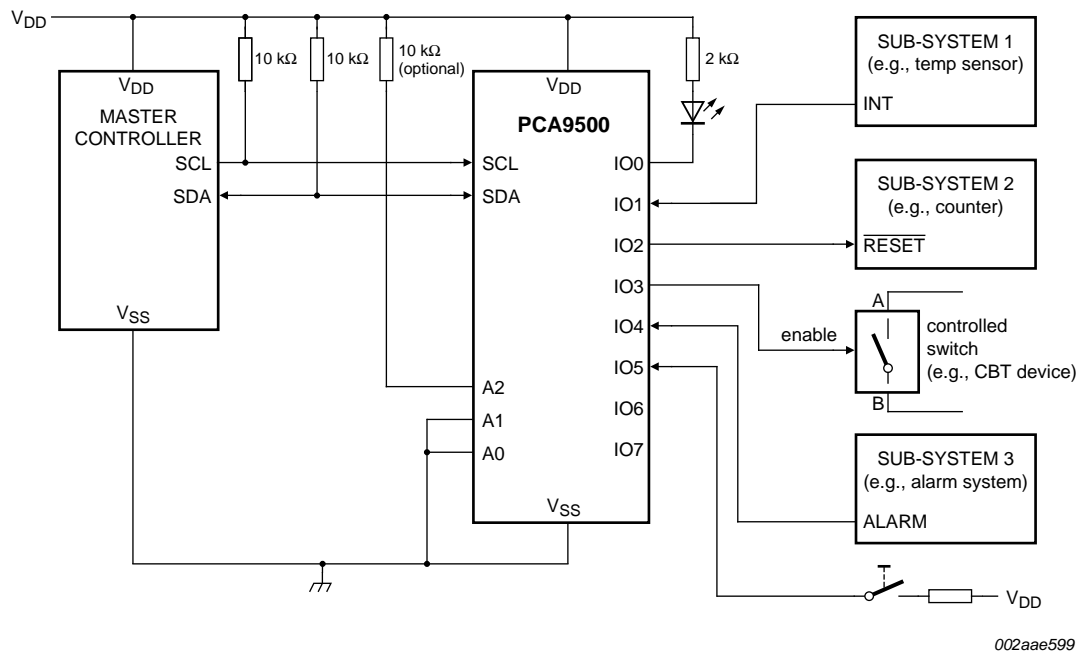 VDD
10 kΩ
10 kΩ
10 kΩ
(optional)
2 kΩ
VDD
MASTER
CONTROLLER
SCL
SDA
VSS
VDD
PCA9500
SCL
SDA
A2
A1
A0
VSS
IO0
IO1
IO2
IO3
IO4
IO5
IO6
IO7
SUB-SYSTEM 1
(e.g., temp sensor)
INT
SUB-SYSTEM 2
(e.g., counter)
RESET
A
enable
controlled
switch
(e.g., CBT device)
B
SUB-SYSTEM 3
(e.g., alarm system)
ALARM
VDD
002aae599